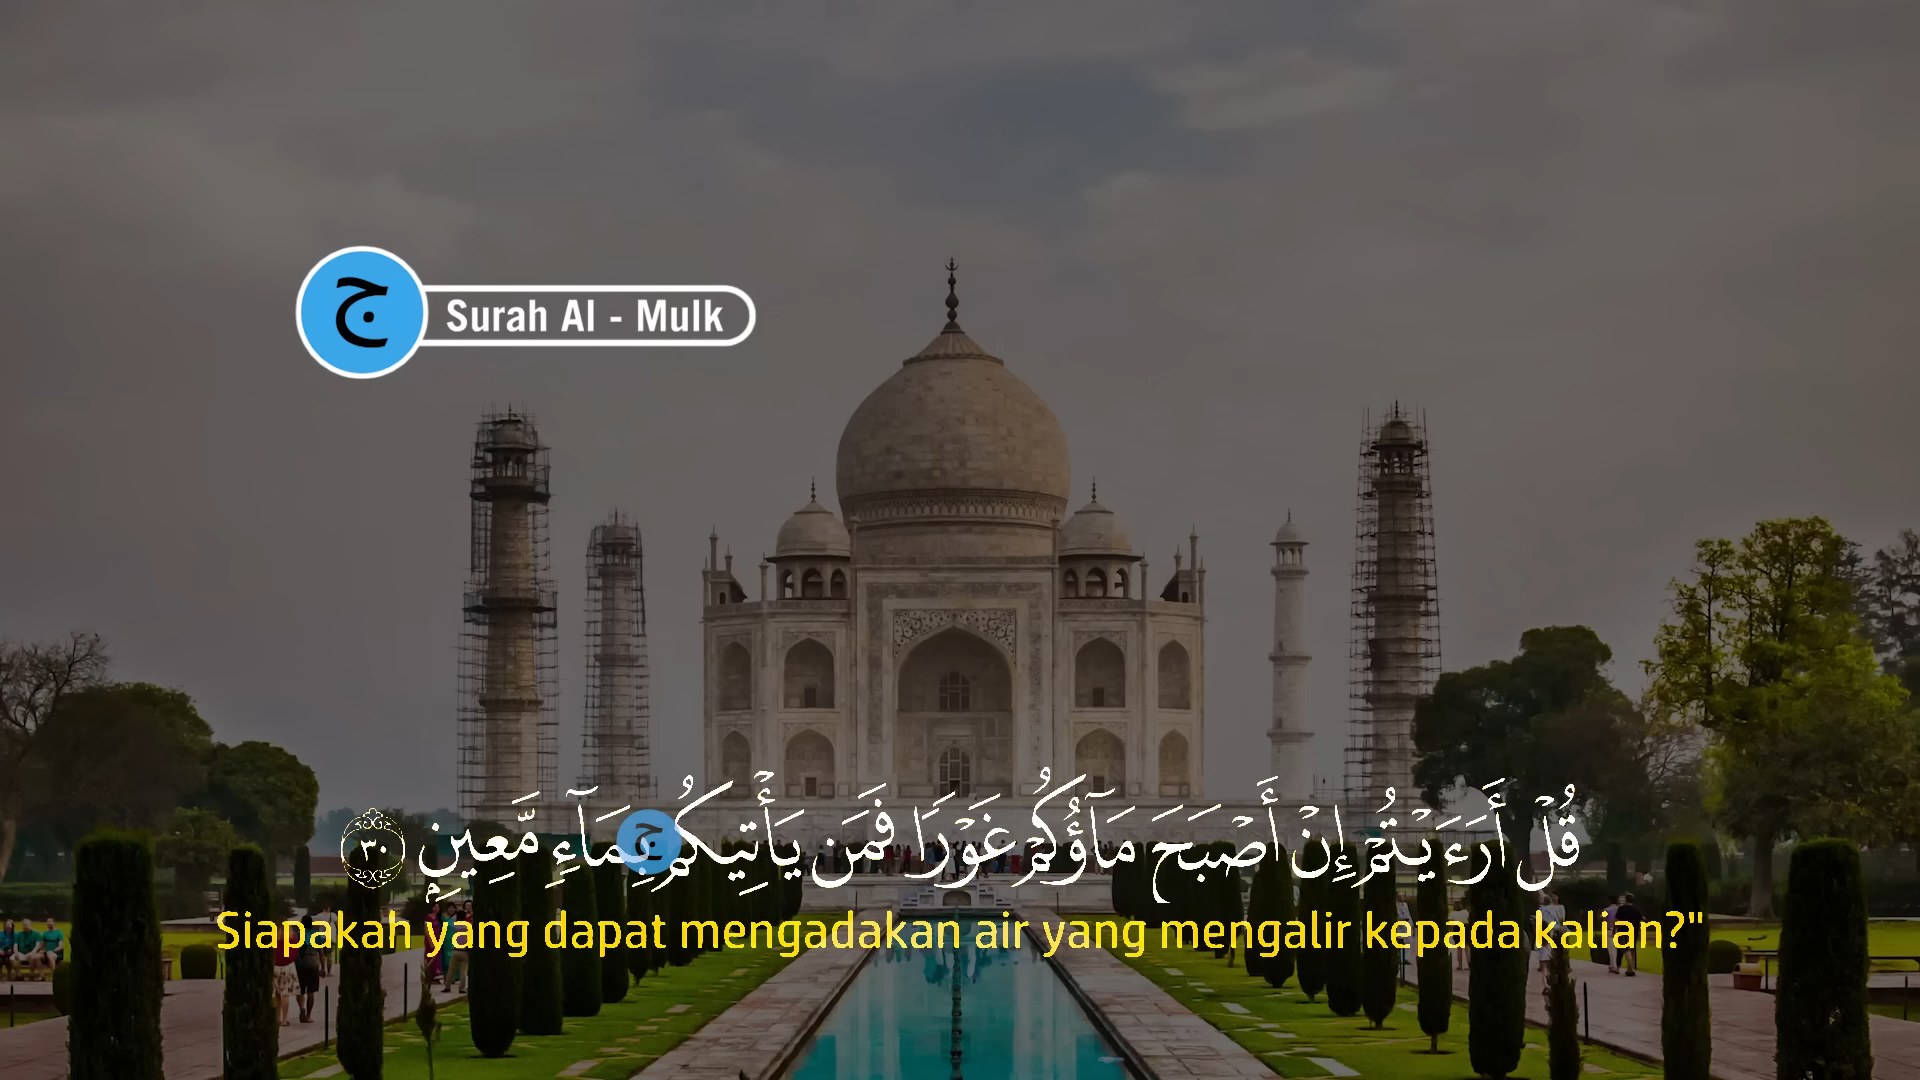 ج
Surah Al - Mulk
قُلْ أَرَءَيْتُمْ إِنْ أَصْبَحَ مَآؤُكُمْ غَوْرًا فَمَن يَأْتِيكُم بِمَآءٍ مَّعِينٍۭ ٣٠
ج
Siapakah yang dapat mengadakan air yang mengalir kepada kalian?"